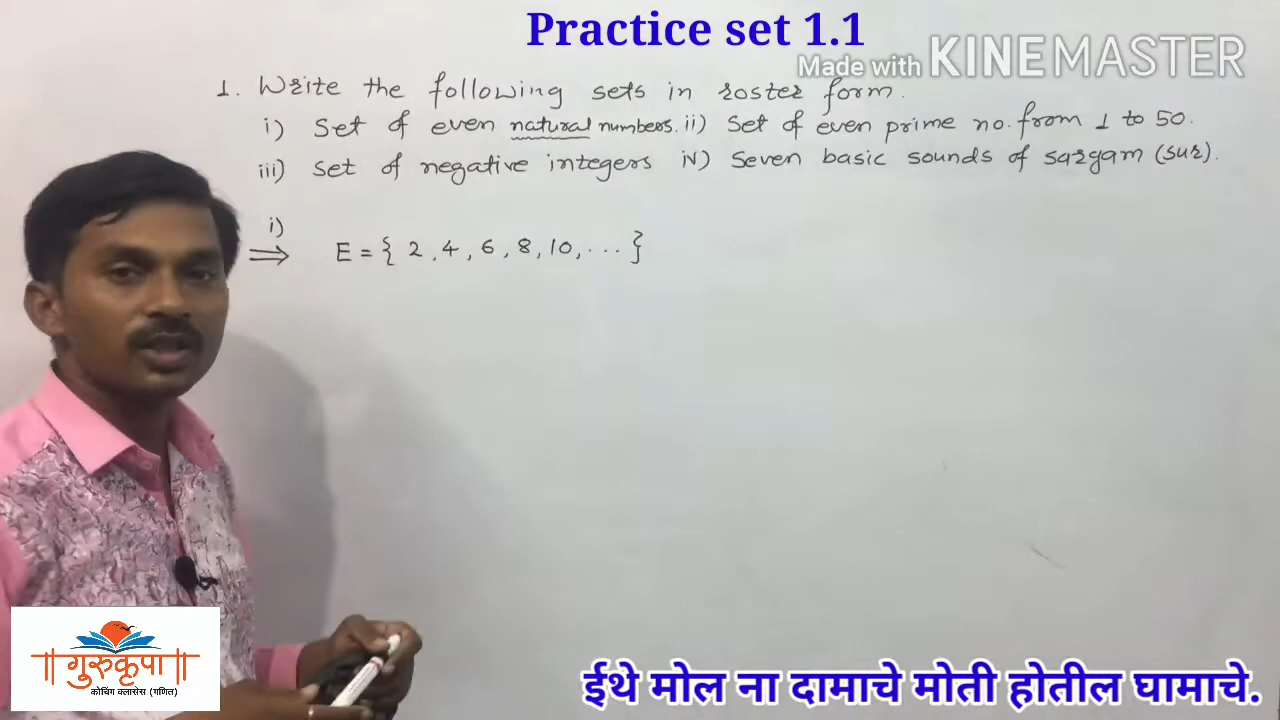 Practice set 1.1
Made with KINEMASTER
1. Write the following sets in roster form.
i) Set of even natural numbers. ii) Set of even prime no. from 1 to 50.
iii) Set of negative integers iv) Seven basic sounds of sargam (sur).
i)
⇒ E = { 2, 4, 6, 8, 10, ... }
॥गुरुकृपा॥
कोचिंग क्लासेस (गणित)
ईथे मोल ना दामाचे मोती होतील घामाचे.